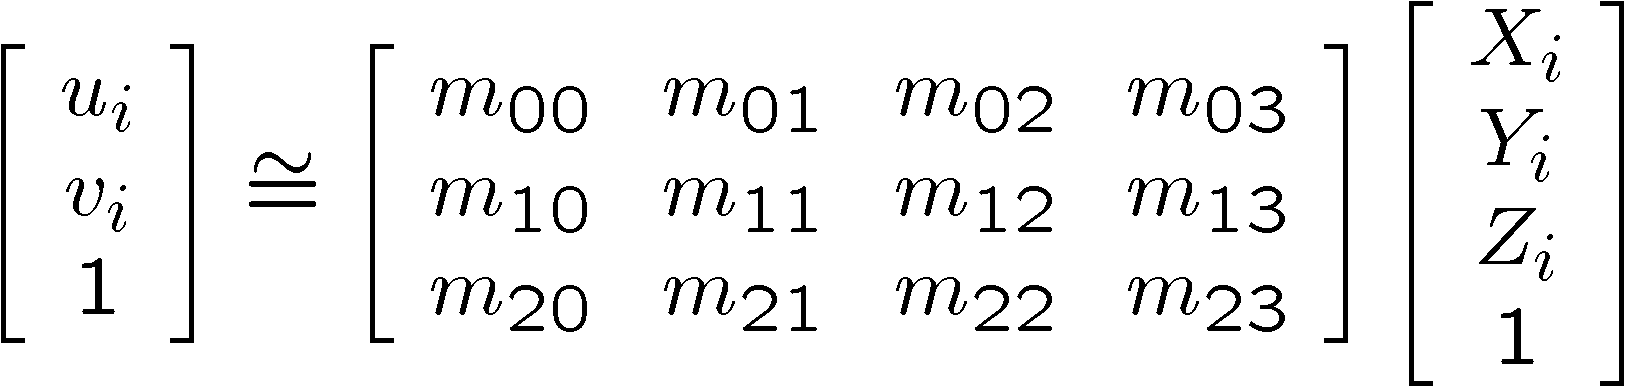 [ u_i v_i 1 ] ≅ [ m_00 m_01 m_02 m_03 ; m_10 m_11 m_12 m_13 ; m_20 m_21 m_22 m_23 ] [ X_i Y_i Z_i 1 ]